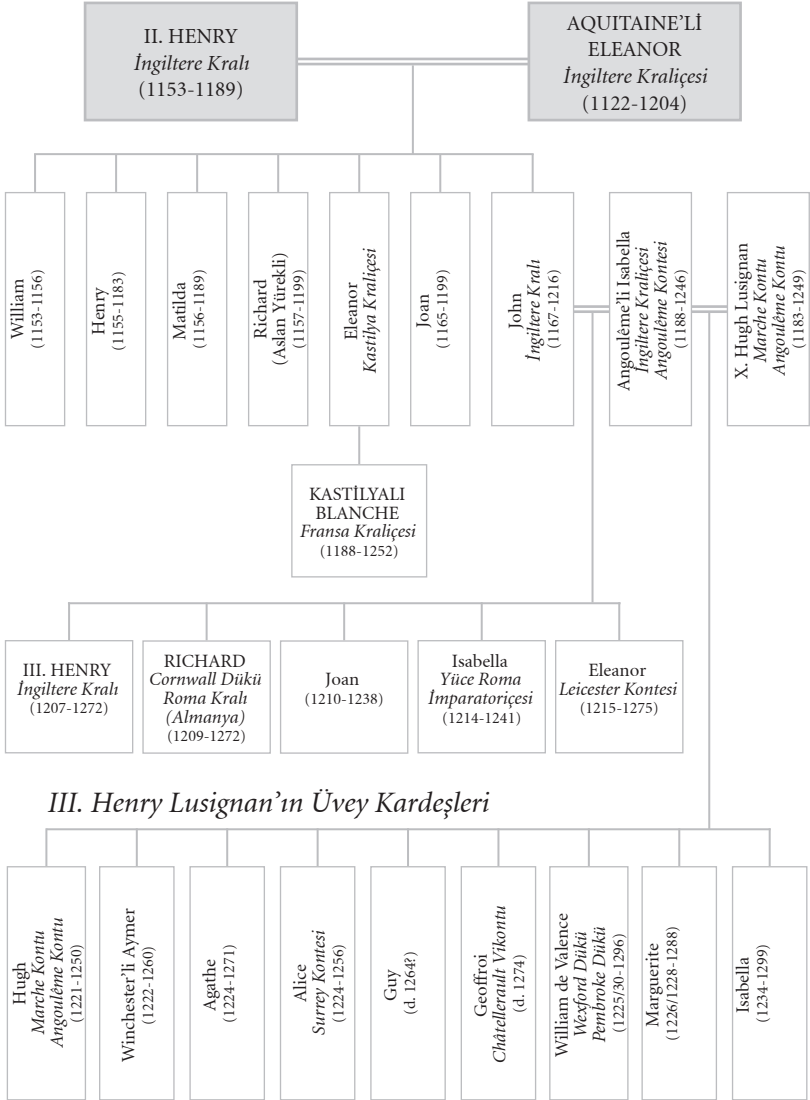 II. HENRY
İngiltere Kralı
(1153-1189)
AQUITAINE'Lİ
ELEANOR
İngiltere Kraliçesi
(1122-1204)
William
(1153-1156)
Henry
(1155-1183)
Matilda
(1156-1189)
Richard
(Aslan Yürekli)
(1157-1199)
Eleanor
Kastilya Kraliçesi
Joan
(1165-1199)
John
İngiltere Kralı
(1167-1216)
Angoulême'li Isabella
İngiltere Kraliçesi
Angoulême Kontesi
(1188-1246)
X. Hugh Lusignan
Marche Kontu
Angoulême Kontu
(1183-1249)
KASTİLYALI
BLANCHE
Fransa Kraliçesi
(1188-1252)
III. HENRY
İngiltere Kralı
(1207-1272)
RICHARD
Cornwall Dükü
Roma Kralı
(Almanya)
(1209-1272)
Joan
(1210-1238)
Isabella
Yüce Roma
İmparatoriçesi
(1214-1241)
Eleanor
Leicester Kontesi
(1215-1275)
III. Henry Lusignan'ın Üvey Kardeşleri
Hugh
Marche Kontu
Angoulême Kontu
(1221-1250)
Winchester'li Aymer
(1222-1260)
Agathe
(1224-1271)
Alice
Surrey Kontesi
(1224-1256)
Guy
(d. 1264?)
Geoffroi
Châtellerault Vikontu
(d. 1274)
William de Valence
Wexford Dükü
Pembroke Dükü
(1225/30-1296)
Marguerite
(1226/1228-1288)
Isabella
(1234-1299)